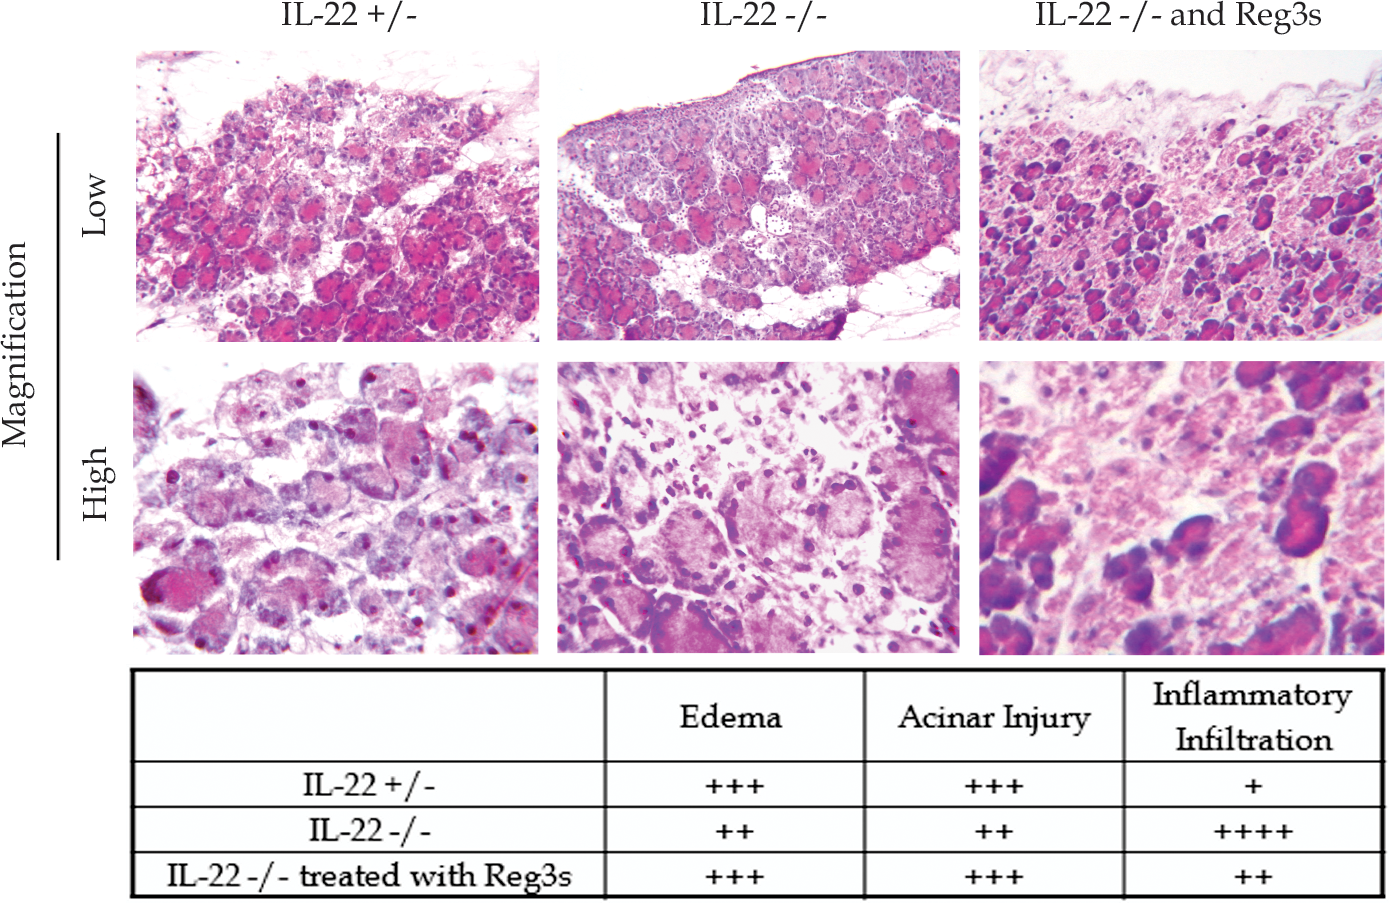 IL-22 +/-
IL-22 -/-
IL-22 -/- and Reg3s
Magnification
Low
High
Edema
Acinar Injury
Inflammatory
Infiltration
IL-22 +/-
+++
+++
+
IL-22 -/-
++
++
++++
IL-22 -/- treated with Reg3s
+++
+++
++